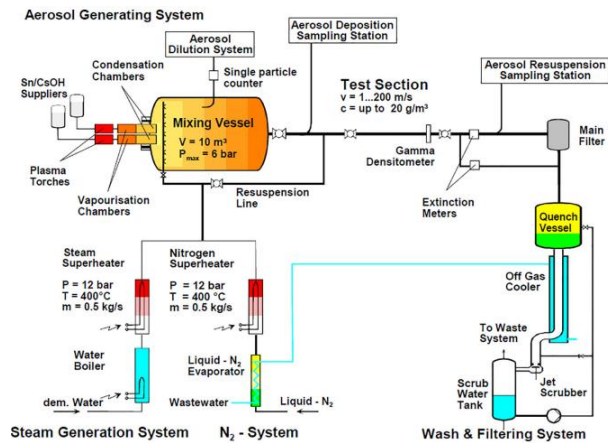 Aerosol Generating System
Condensation
Chambers
Sn/CsOH
Suppliers
Plasma
Torches
Vapourisation
Chambers
Aerosol
Dilution System
Single particle
counter
Mixing Vessel
V = 10 m³
Pmax = 6 bar
Aerosol Deposition
Sampling Station
Test Section
v = 1...200 m/s
c = up to 20 g/m³
Aerosol Resuspension
Sampling Station
Main
Filter
Gamma
Densitometer
Extinction
Meters
Resuspension
Line
Quench
Vessel
Off Gas
Cooler
Steam
Superheater
P = 12 bar
T = 400°C
m = 0.5 kg/s
Nitrogen
Superheater
P = 12 bar
T = 400 °C
m = 0.5 kg/s
Water
Boiler
Liquid - N₂
Evaporator
Wastewater
dem. Water
Liquid - N₂
To Waste
System
Scrub
Water
Tank
Jet
Scrubber
Steam Generation System
N₂ - System
Wash & Filtering System